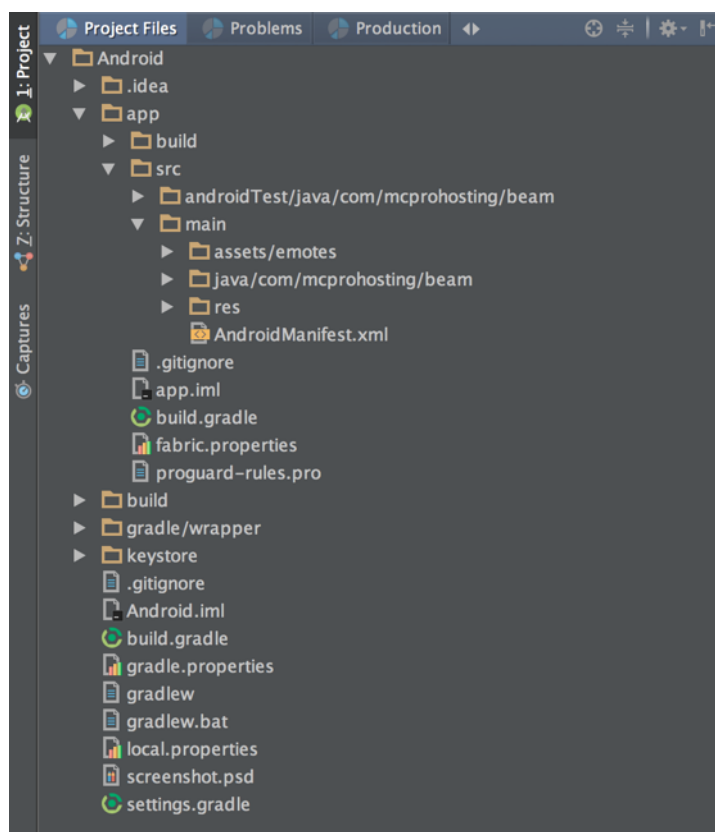 Project Files Problems Production
1: Project
Z: Structure
Captures
Android
.idea
app
build
src
androidTest/java/com/mcprohosting/beam
main
assets/emotes
java/com/mcprohosting/beam
res
AndroidManifest.xml
.gitignore
app.iml
build.gradle
fabric.properties
proguard-rules.pro
build
gradle/wrapper
keystore
.gitignore
Android.iml
build.gradle
gradle.properties
gradlew
gradlew.bat
local.properties
screenshot.psd
settings.gradle